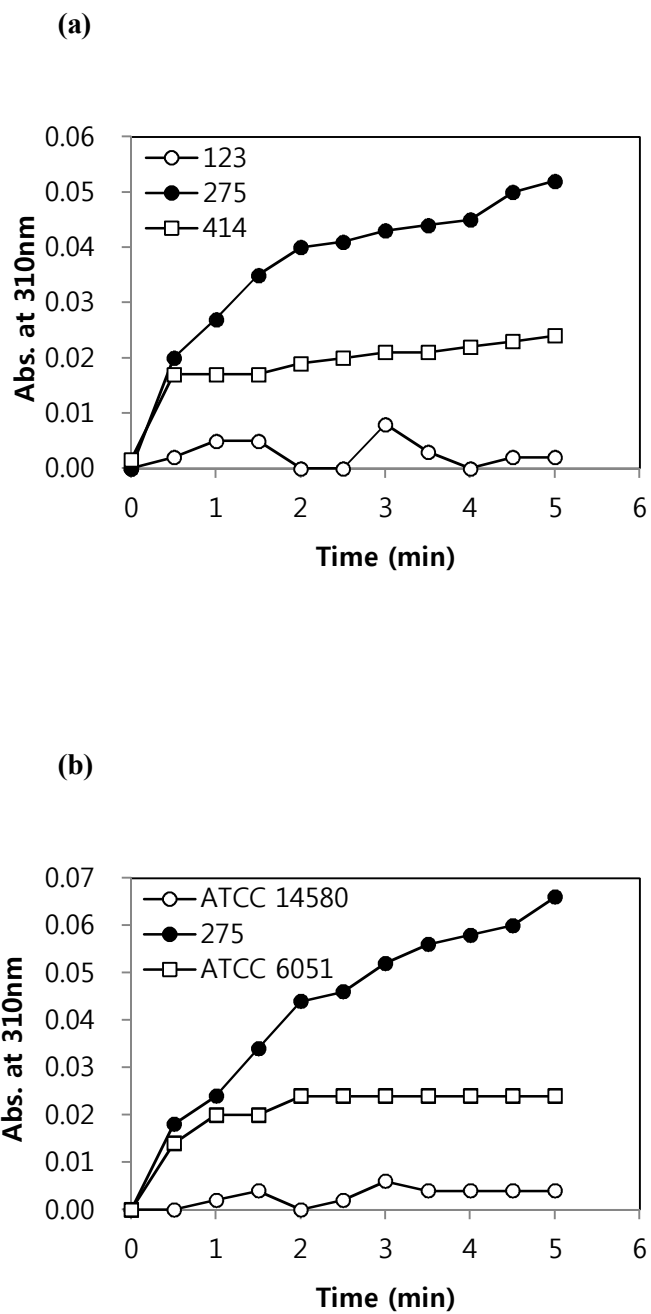 (a)
0.06
0.05
0.04
0.03
0.02
0.01
0.00
Abs. at 310nm
123
275
414
0 1 2 3 4 5 6
Time (min)
(b)
0.07
0.06
0.05
0.04
0.03
0.02
0.01
0.00
Abs. at 310nm
ATCC 14580
275
ATCC 6051
0 1 2 3 4 5 6
Time (min)